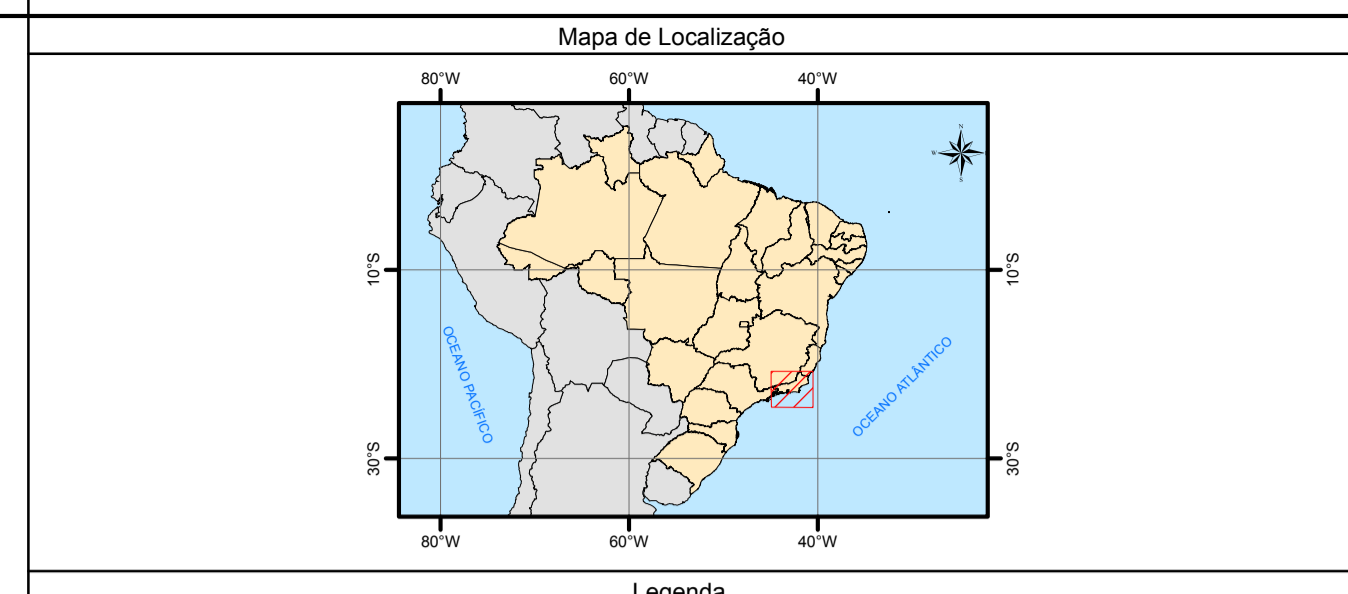 Mapa de Localização
80°W 60°W 40°W
N
W
S
10°S 10°S
OCEANO PACÍFICO
OCEANO ATLÂNTICO
30°S 30°S
80°W 60°W 40°W
Legenda